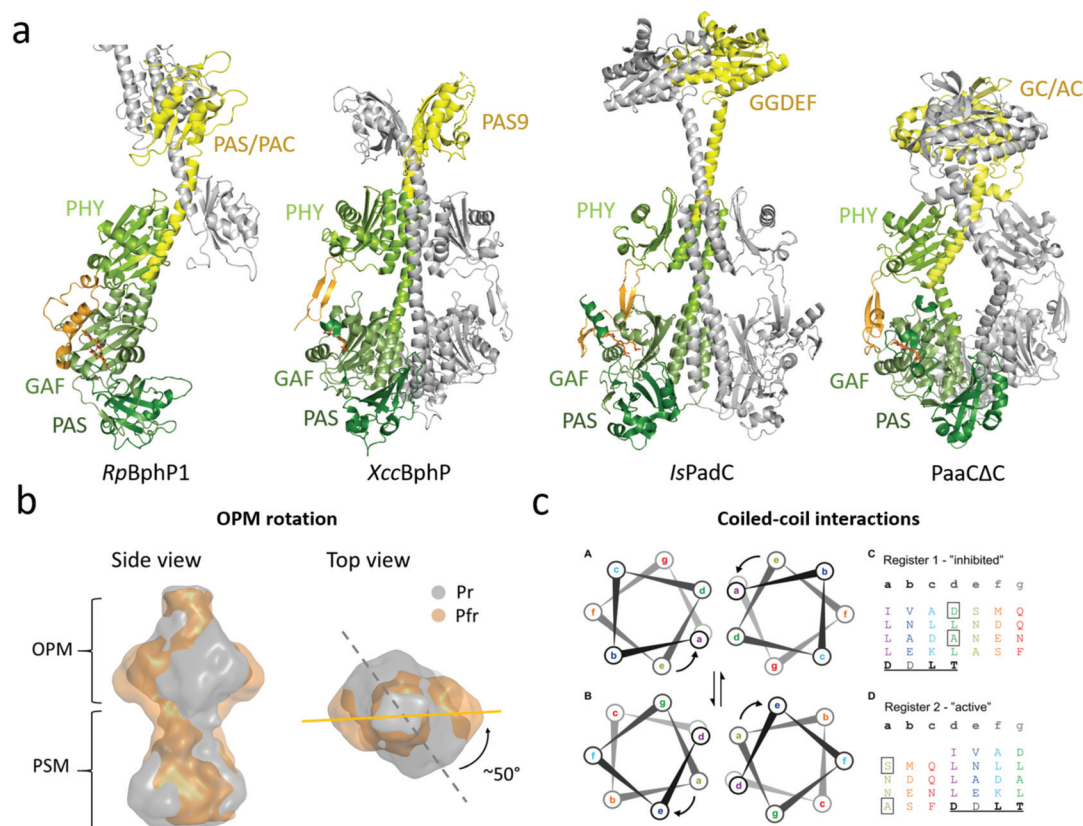 a
PAS/PAC
PHY
GAF
PAS
RpBphP1
PAS9
PHY
GAF
PAS
XccBphP
GGDEF
PHY
GAF
PAS
IsPadC
GC/AC
PHY
GAF
PAS
PaaCΔC
b
OPM rotation
Side view
Top view
Pr
Pfr
OPM
PSM
~50°
c
Coiled-coil interactions
A
g
c
d
f
a
b
e
e
b
a
f
d
c
g
B
g
c
d
f
a
b
e
e
a
b
f
d
g
c
C
Register 1 - "inhibited"
a b c d e f g
I V A D S M Q
L N L L N D Q
L A D A N E N
L E K L A S F
D D L T
D
Register 2 - "active"
a b c d e f g
I V A D
S M Q L N L L
N D Q L A D A
N E N L E K L
A S F D D L T